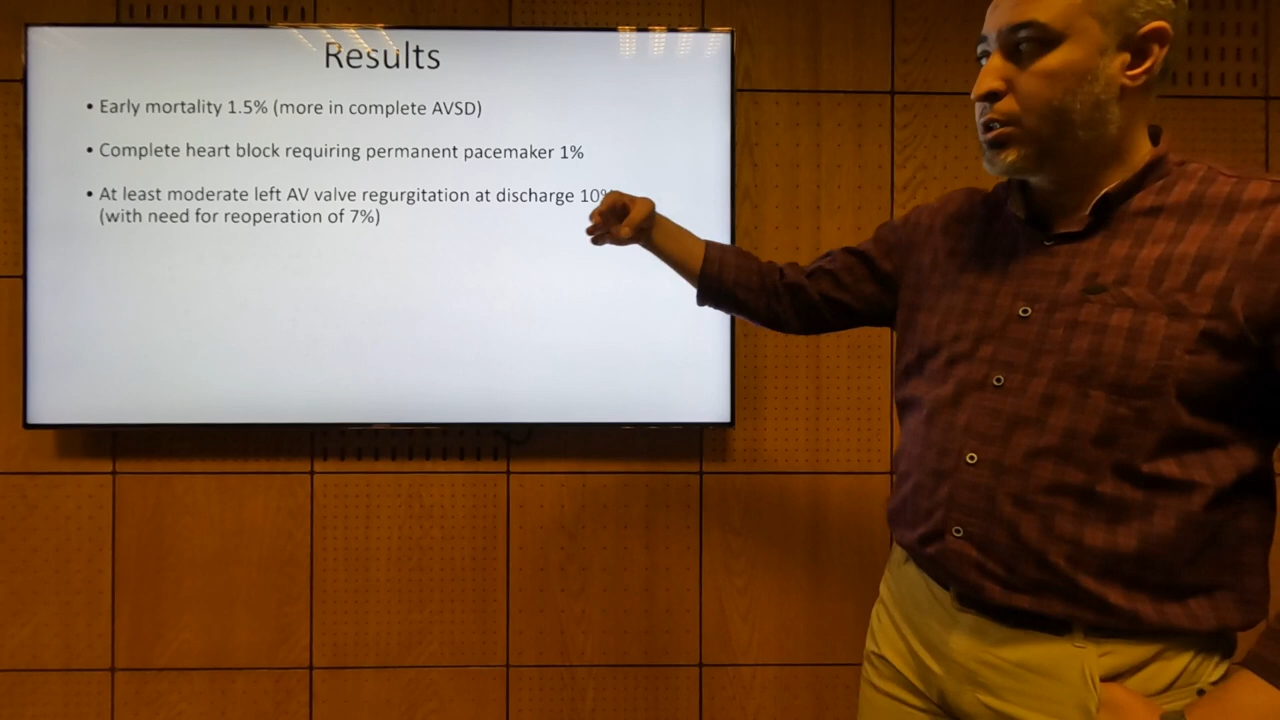 Results
• Early mortality 1.5% (more in complete AVSD)
• Complete heart block requiring permanent pacemaker 1%
• At least moderate left AV valve regurgitation at discharge 10%
(with need for reoperation of 7%)